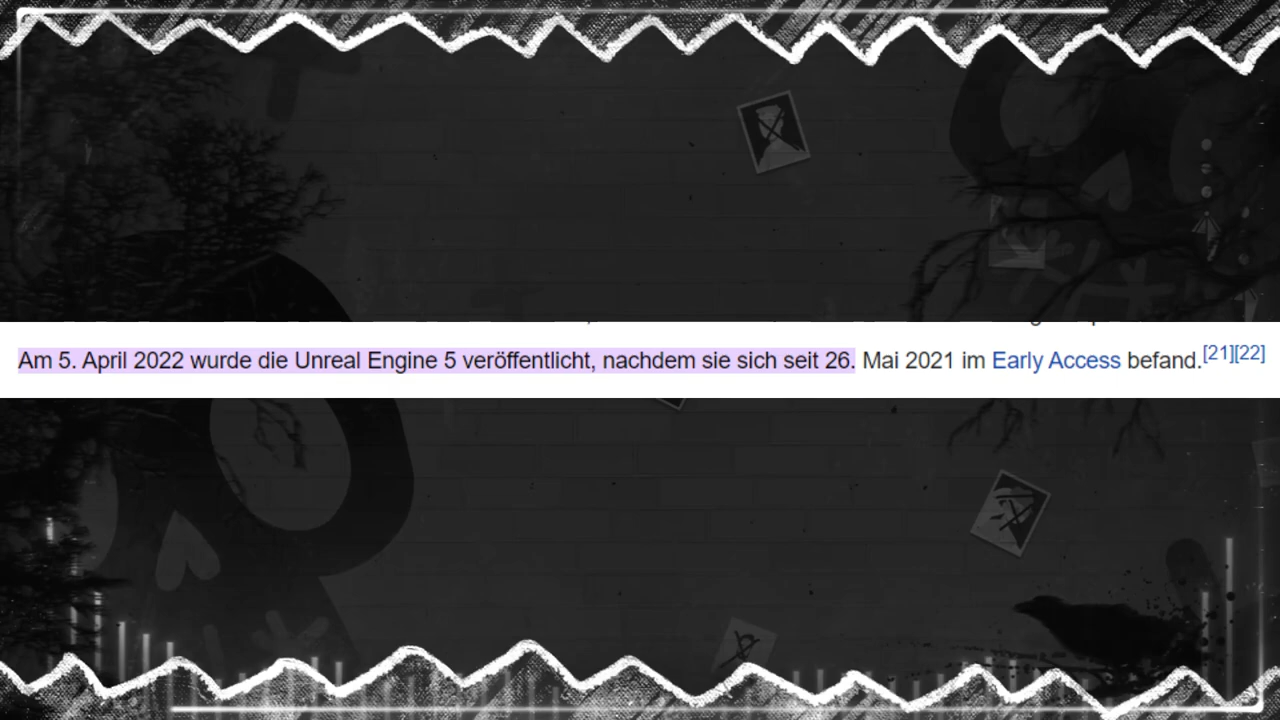 Am 5. April 2022 wurde die Unreal Engine 5 veröffentlicht, nachdem sie sich seit 26. Mai 2021 im Early Access befand.[21][22]